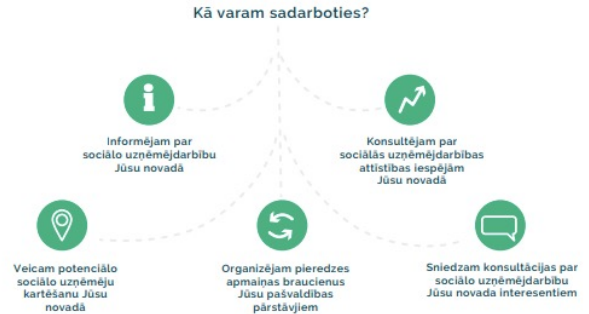 Kā varam sadarboties?
Informējam par
sociālo uzņēmējdarbību
Jūsu novadā
Konsultējam par
sociālās uzņēmējdarbības
attīstības iespējām
Jūsu novadā
Veicam potenciālo
sociālo uzņēmēju
kartēšanu Jūsu
novadā
Organizējam pieredzes
apmaiņas braucienus
Jūsu pašvaldības
pārstāvjiem
Sniedzam konsultācijas par
sociālo uzņēmējdarbību
Jūsu novada interesentiem